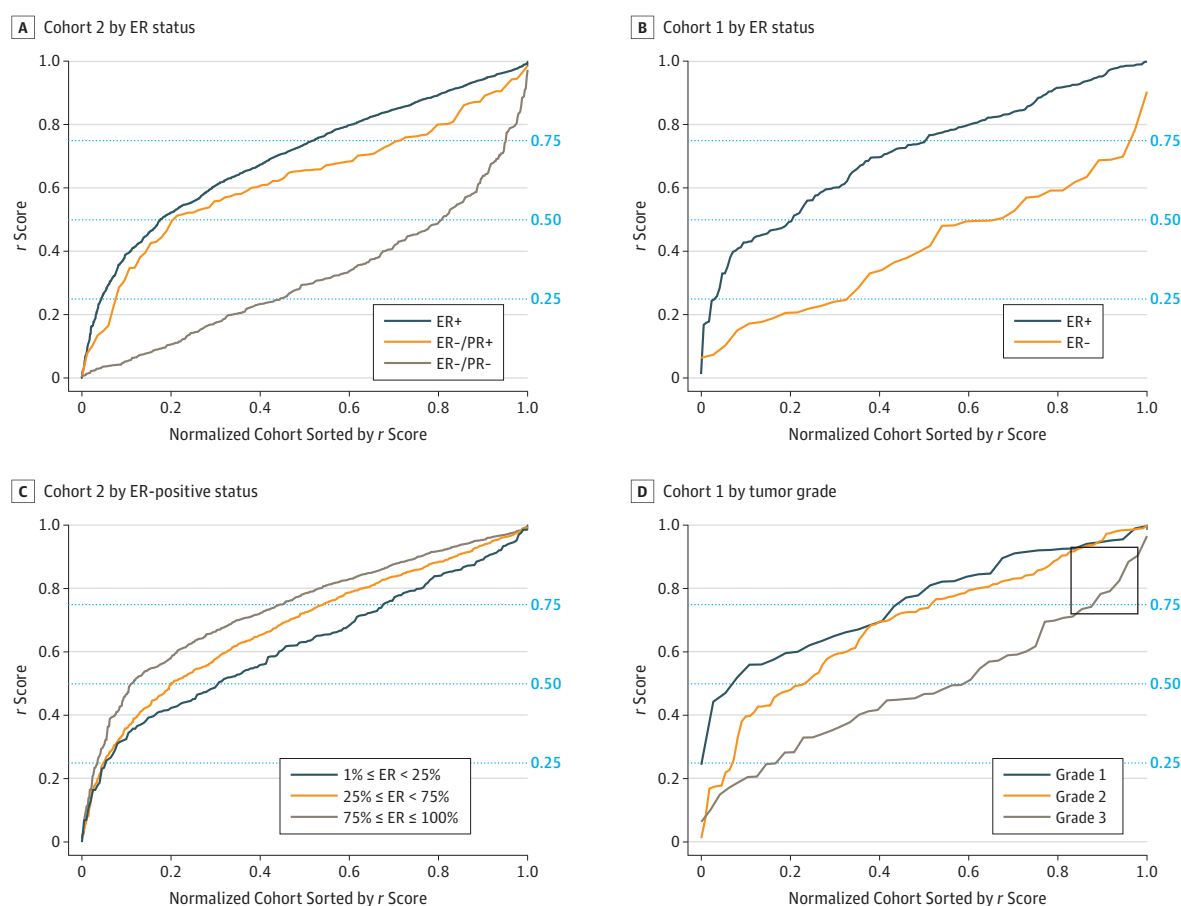 A Cohort 2 by ER status
1.0
0.8
0.6
0.4
0.2
0
r Score
0.75
0.50
0.25
ER+
ER−/PR+
ER−/PR−
0 0.2 0.4 0.6 0.8 1.0
Normalized Cohort Sorted by r Score
B Cohort 1 by ER status
1.0
0.8
0.6
0.4
0.2
0
r Score
0.75
0.50
0.25
ER+
ER−
0 0.2 0.4 0.6 0.8 1.0
Normalized Cohort Sorted by r Score
C Cohort 2 by ER-positive status
1.0
0.8
0.6
0.4
0.2
0
r Score
0.75
0.50
0.25
1% ≤ ER < 25%
25% ≤ ER < 75%
75% ≤ ER ≤ 100%
0 0.2 0.4 0.6 0.8 1.0
Normalized Cohort Sorted by r Score
D Cohort 1 by tumor grade
1.0
0.8
0.6
0.4
0.2
0
r Score
0.75
0.50
0.25
Grade 1
Grade 2
Grade 3
0 0.2 0.4 0.6 0.8 1.0
Normalized Cohort Sorted by r Score